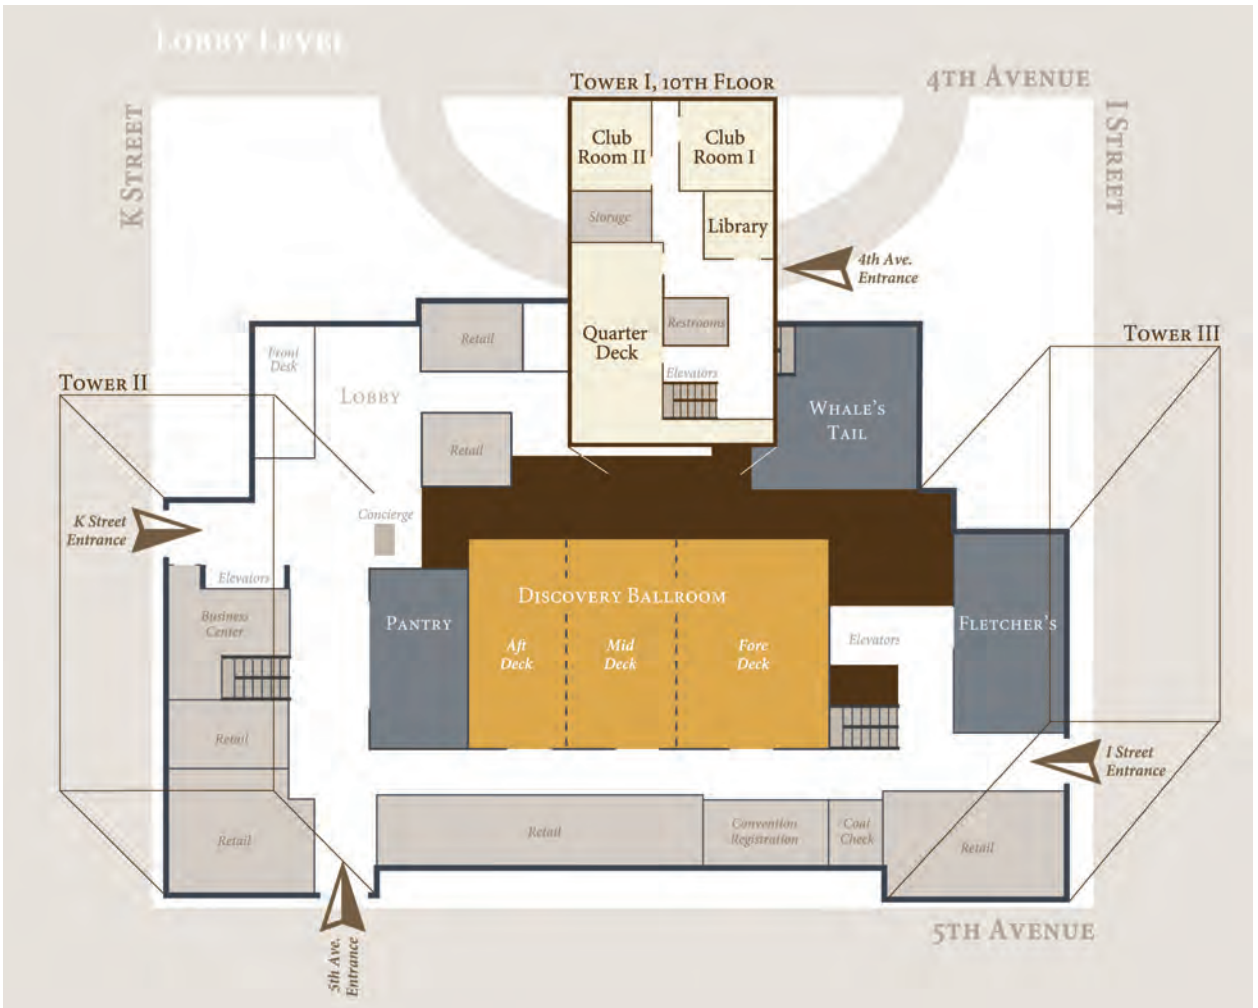 LOBBY LEVEL
TOWER I, 10TH FLOOR
4TH AVENUE
K STREET
I STREET
Club
Room II
Club
Room I
Storage
Library
4th Ave.
Entrance
Quarter
Deck
Restrooms
Elevators
Retail
Front
Desk
LOBBY
TOWER II
TOWER III
WHALE'S
TAIL
Retail
K Street
Entrance
Concierge
Elevators
Business
Center
PANTRY
DISCOVERY BALLROOM
Aft
Deck
Mid
Deck
Fore
Deck
Elevators
FLETCHER'S
Retail
I Street
Entrance
Retail
Retail
Convention
Registration
Coat
Check
Retail
5th Ave.
Entrance
5TH AVENUE